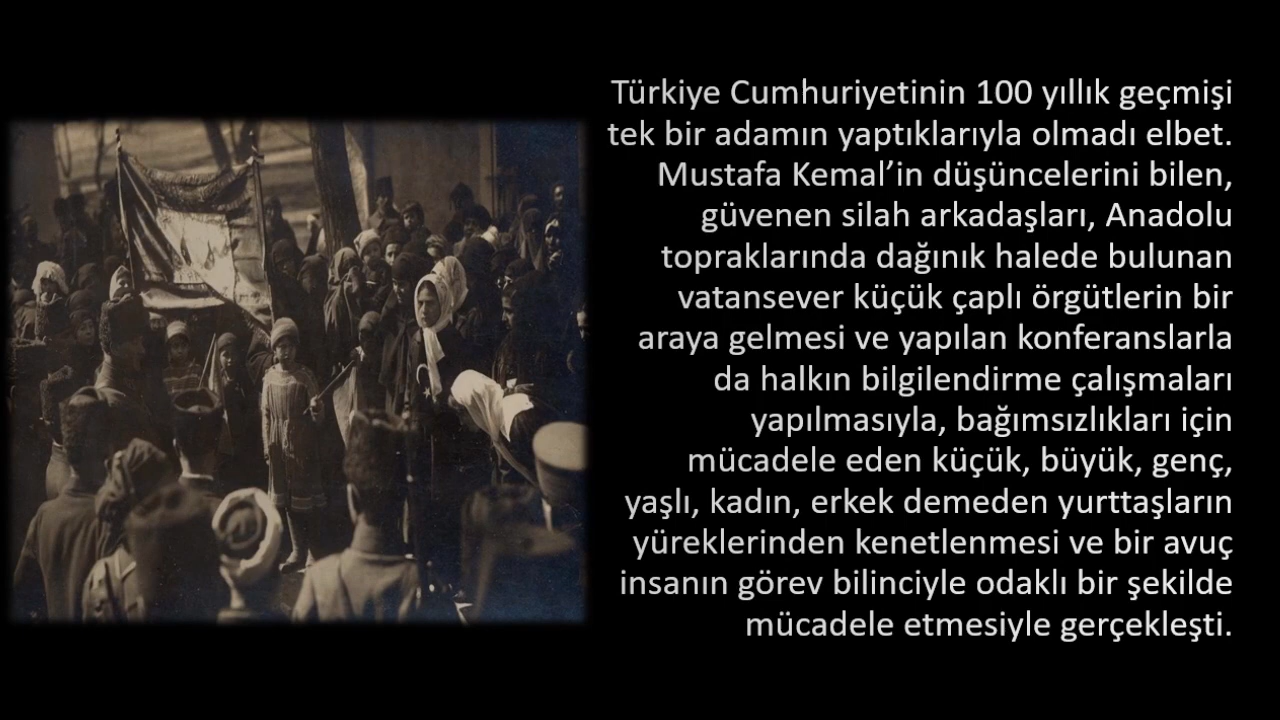 Türkiye Cumhuriyetinin 100 yıllık geçmişi
tek bir adamın yaptıklarıyla olmadı elbet.
Mustafa Kemal’in düşüncelerini bilen,
güvenen silah arkadaşları, Anadolu
topraklarında dağınık halede bulunan
vatansever küçük çaplı örgütlerin bir
araya gelmesi ve yapılan konferanslarla
da halkın bilgilendirme çalışmaları
yapılmasıyla, bağımsızlıkları için
mücadele eden küçük, büyük, genç,
yaşlı, kadın, erkek demeden yurttaşların
yüreklerinden kenetlenmesi ve bir avuç
insanın görev bilinciyle odaklı bir şekilde
mücadele etmesiyle gerçekleşti.